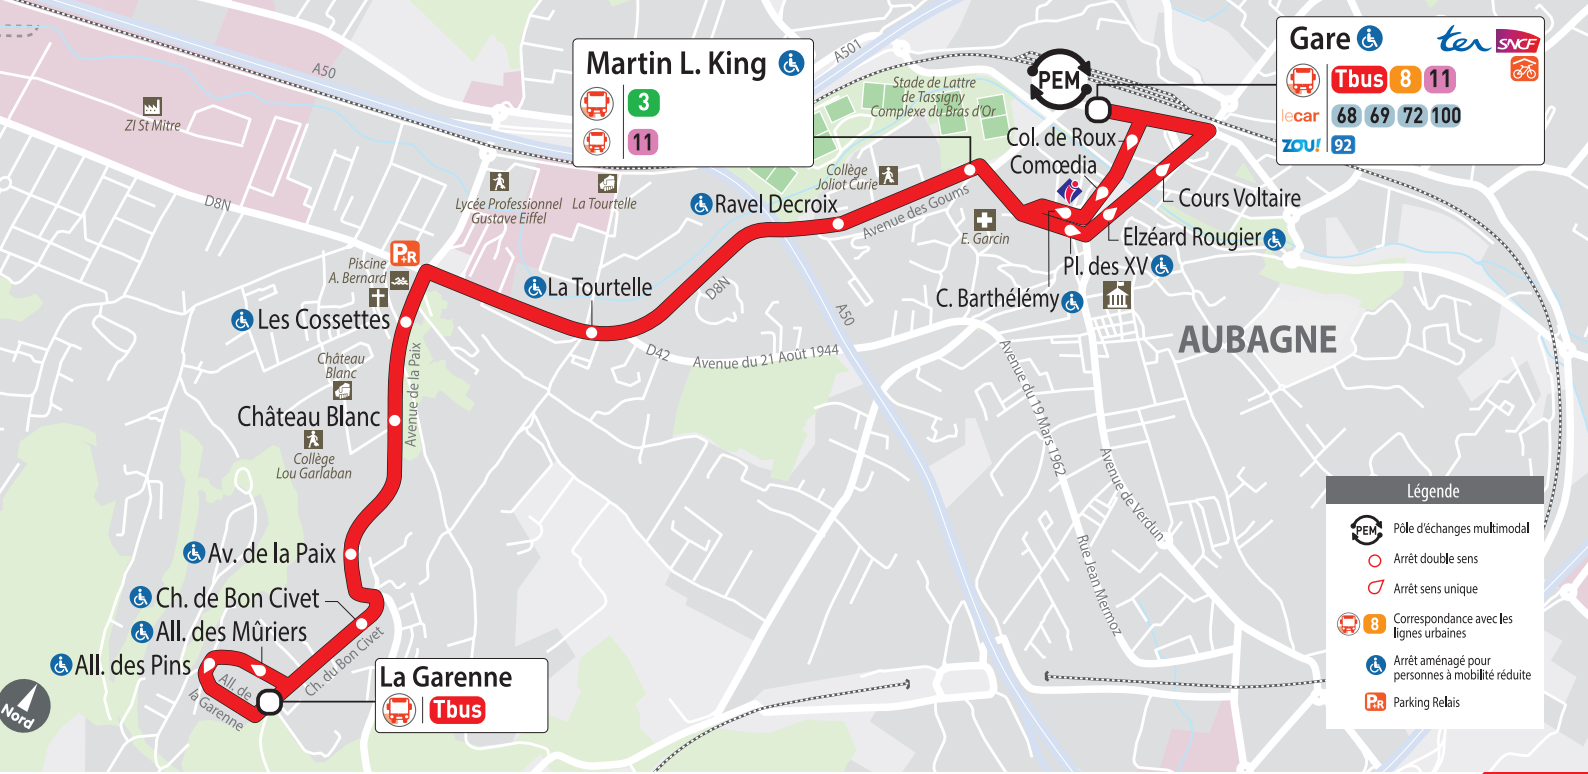 A50
ZI St Mitre
D8N
Martin L. King
3
11
A501
Stade de Lattre
de Tassigny
Complexe du Bras d'Or
PEM
Gare
ter SNCF
Tbus 8 11
lecar 68 69 72 100
ZOU! 92
Col. de Roux
Comœdia
Cours Voltaire
Elzéard Rougier
Pl. des XV
C. Barthélémy
E. Garcin
Collège
Joliot Curie
Avenue des Goums
Ravel Decroix
Lycée Professionnel
Gustave Eiffel
La Tourtelle
P+R
Piscine
A. Bernard
La Tourtelle
D8N
A50
Les Cossettes
D42
Avenue du 21 Août 1944
AUBAGNE
Château
Blanc
Avenue de la Paix
Château Blanc
Collège
Lou Garlaban
Avenue du 19 Mars 1962
Avenue de Verdun
Rue Jean Mermoz
Av. de la Paix
Ch. de Bon Civet
All. des Mûriers
All. des Pins
Ch. du Bon Civet
All. de
la Garenne
La Garenne
Tbus
Nord
Légende
PEM Pôle d'échanges multimodal
Arrêt double sens
Arrêt sens unique
8 Correspondance avec les
lignes urbaines
Arrêt aménagé pour
personnes à mobilité réduite
P+R Parking Relais